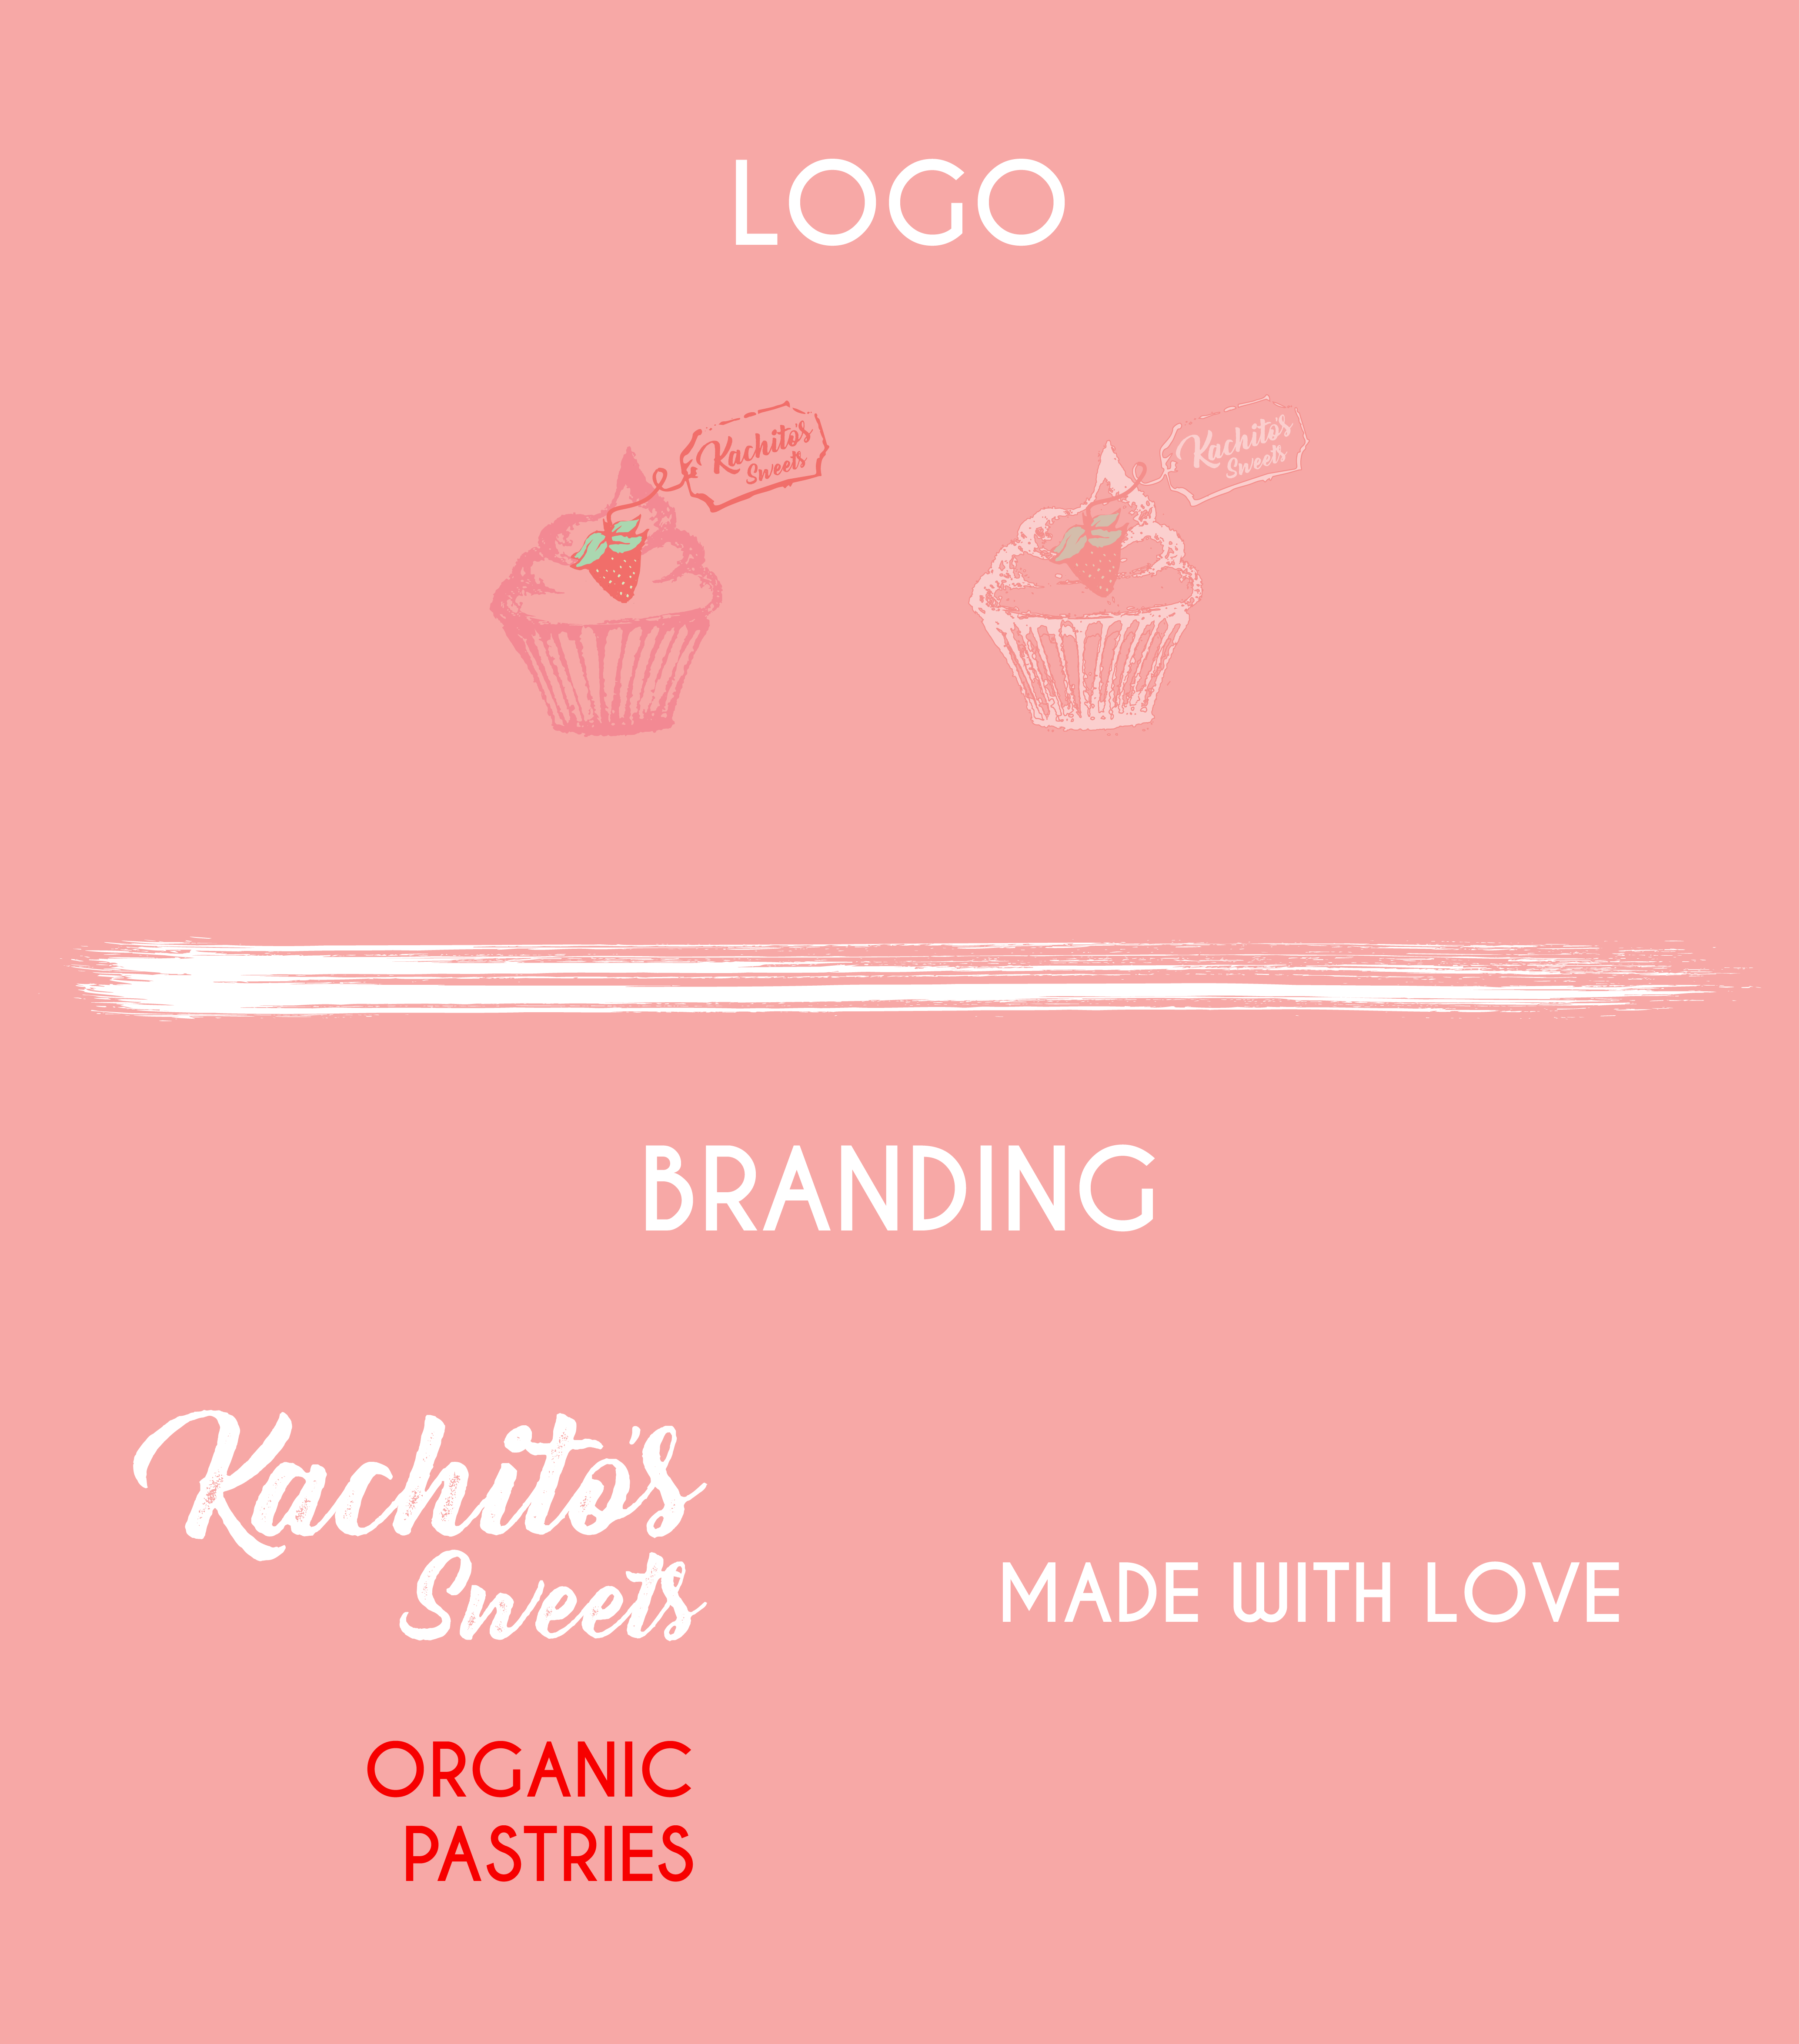 LOGO
Kachito's
Sweets
Kachito's
Sweets
BRANDING
Kachito's
Sweets
MADE WITH LOVE
ORGANIC
PASTRIES